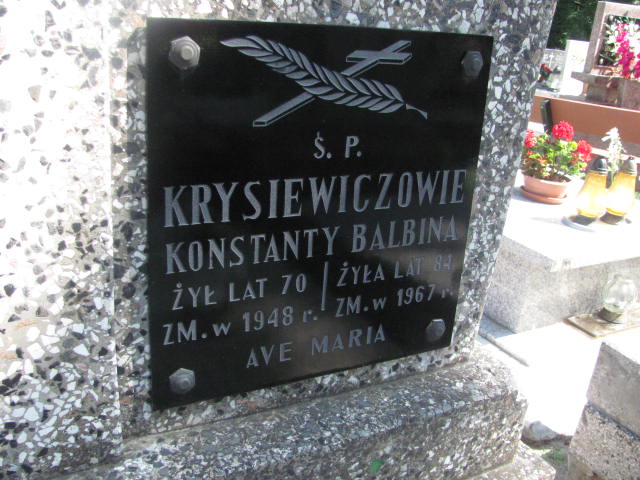 Ś. P.
KRYSIEWICZOWIE
KONSTANTY BALBINA
ŻYŁ LAT 70 ŻYŁA LAT 84
ZM. w 1948 r. ZM. w 1967 r.
AVE MARIA